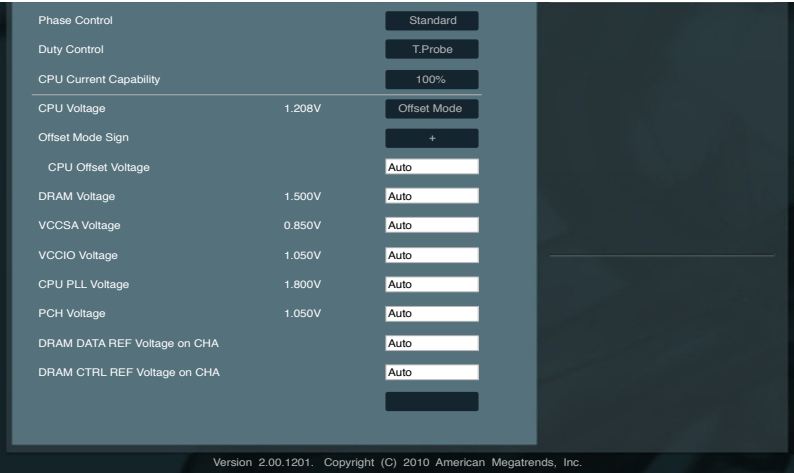 Phase Control Standard
Duty Control T.Probe
CPU Current Capability 100%
CPU Voltage 1.208V Offset Mode
Offset Mode Sign +
CPU Offset Voltage Auto
DRAM Voltage 1.500V Auto
VCCSA Voltage 0.850V Auto
VCCIO Voltage 1.050V Auto
CPU PLL Voltage 1.800V Auto
PCH Voltage 1.050V Auto
DRAM DATA REF Voltage on CHA Auto
DRAM CTRL REF Voltage on CHA Auto
Version 2.00.1201. Copyright (C) 2010 American Megatrends, Inc.